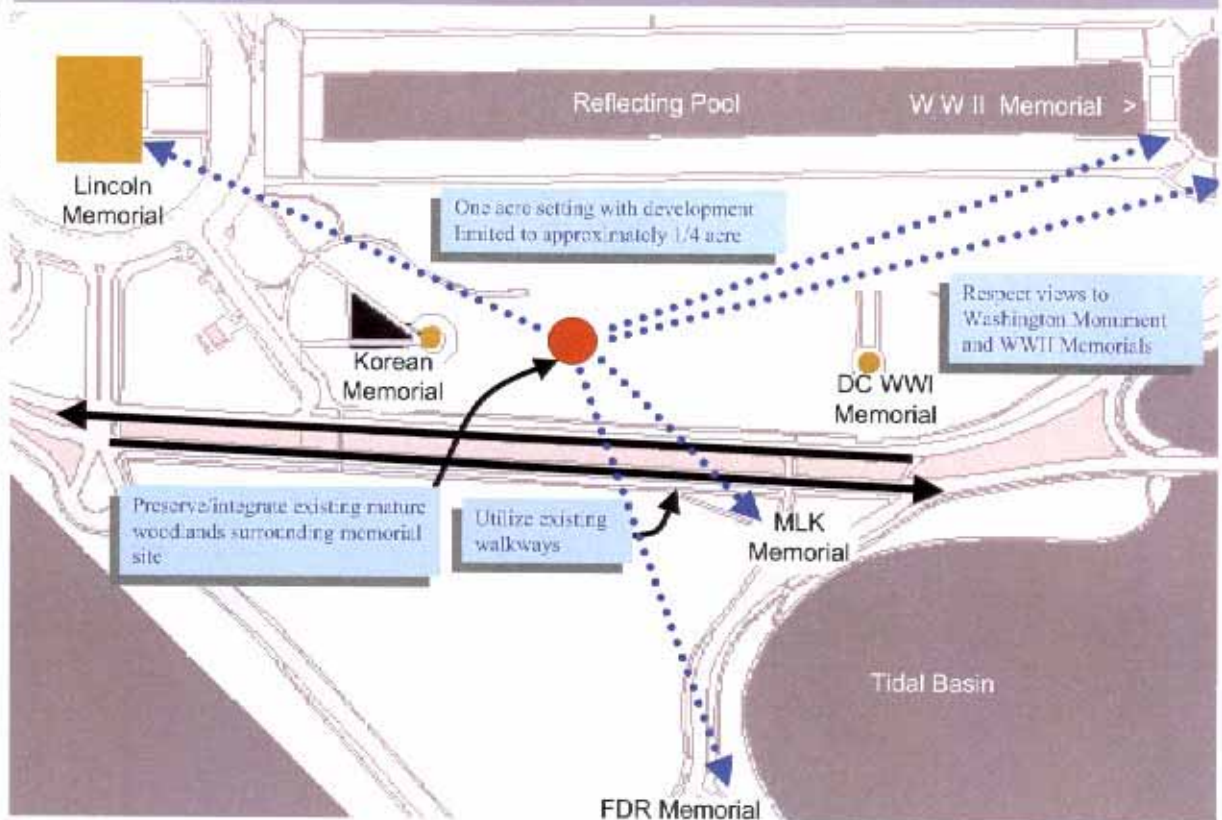 Reflecting Pool
W W II Memorial >
Lincoln
Memorial
One acre setting with development
limited to approximately 1/4 acre
Respect views to
Washington Monument
and WWII Memorials
Korean
Memorial
DC WWI
Memorial
Preserve/integrate existing mature
woodlands surrounding memorial
site
Utilize existing
walkways
MLK
Memorial
Tidal Basin
FDR Memorial